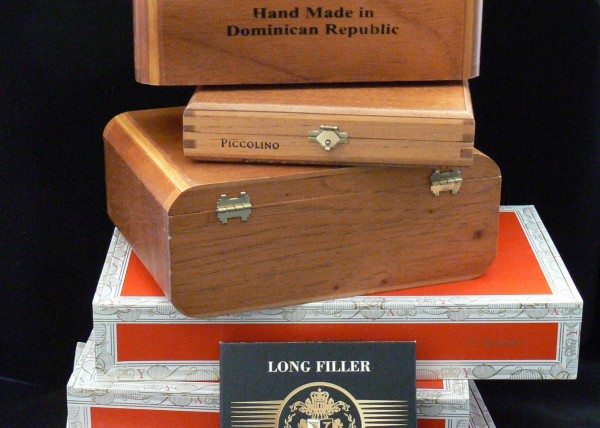 Hand Made in
Dominican Republic
PICCOLINO
LONG FILLER